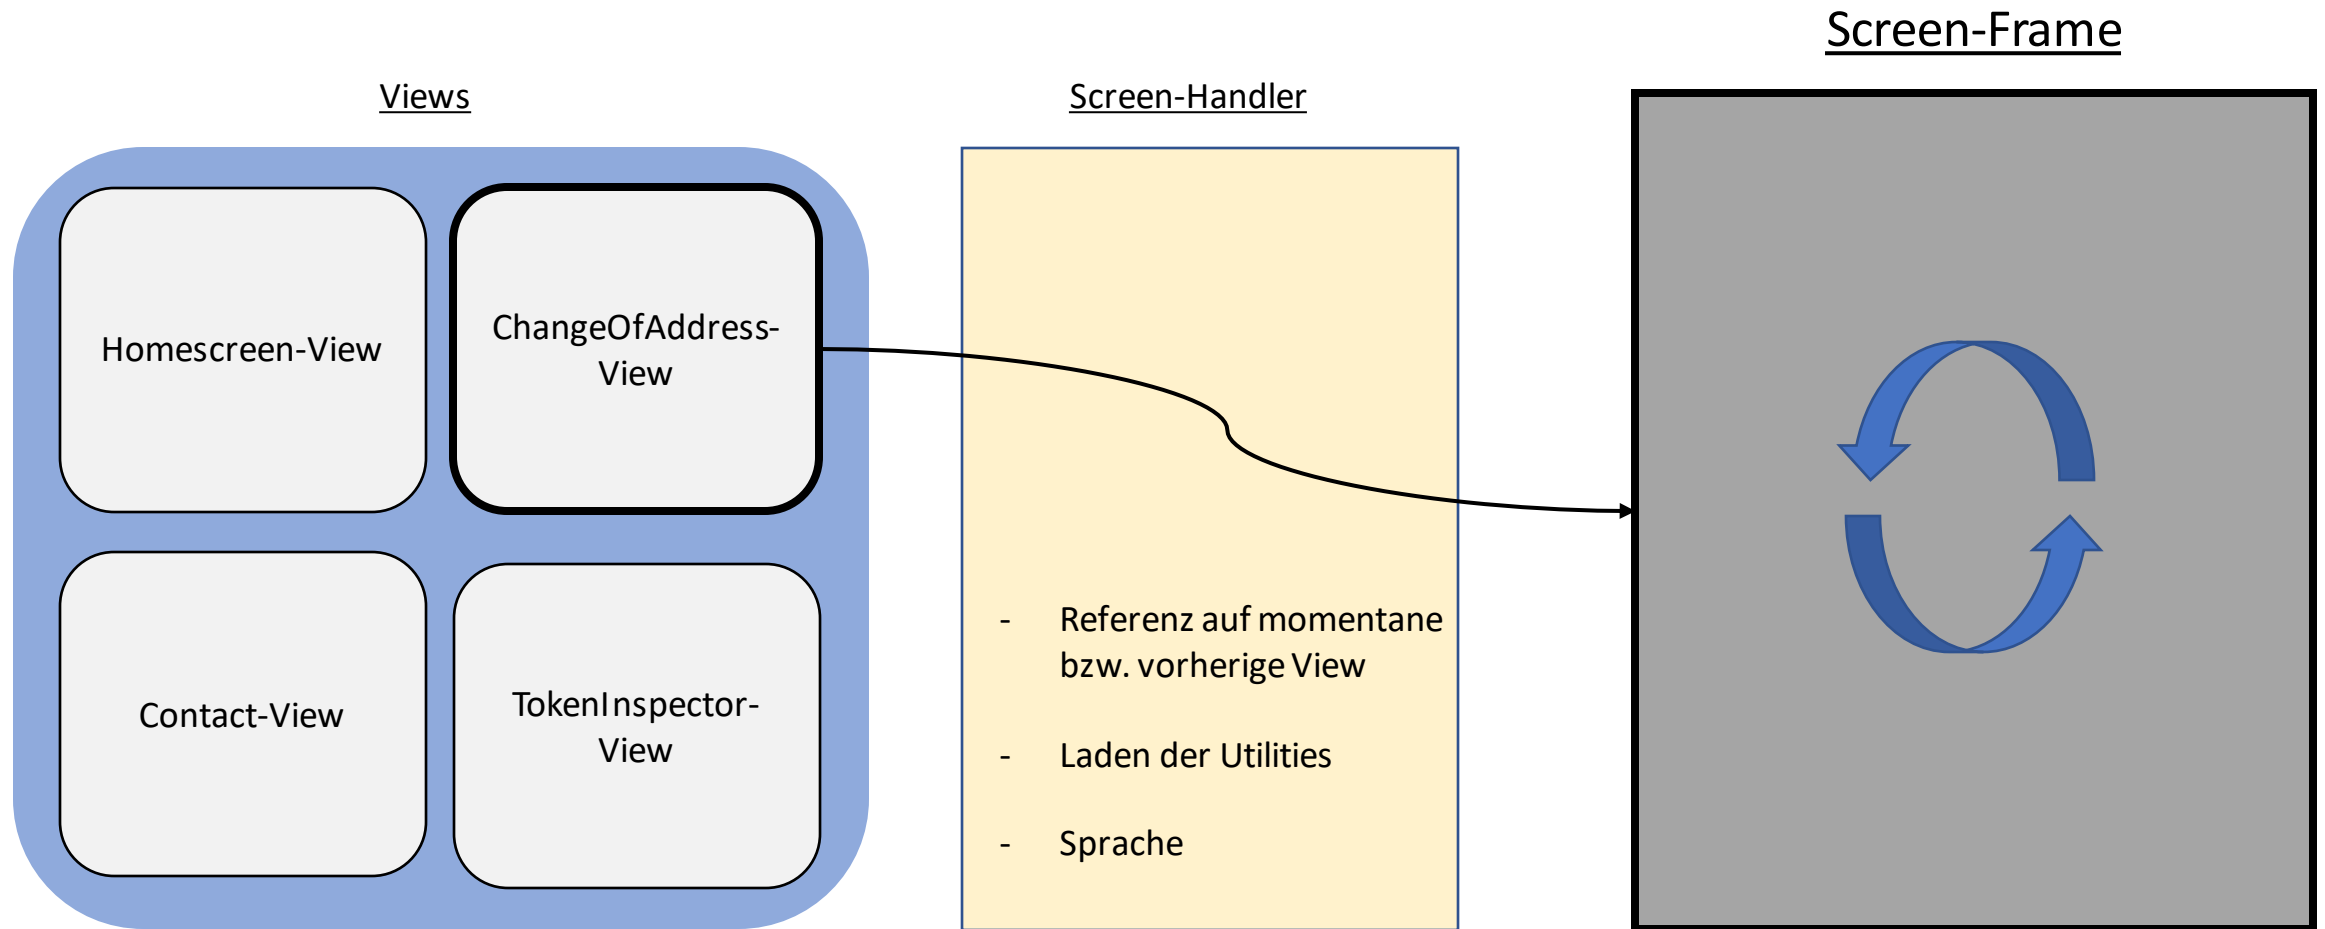 Screen-Frame
Views
Screen-Handler
Homescreen-View
ChangeOfAddress-
View
Contact-View
TokenInspector-
View
- Referenz auf momentane
bzw. vorherige View
- Laden der Utilities
- Sprache